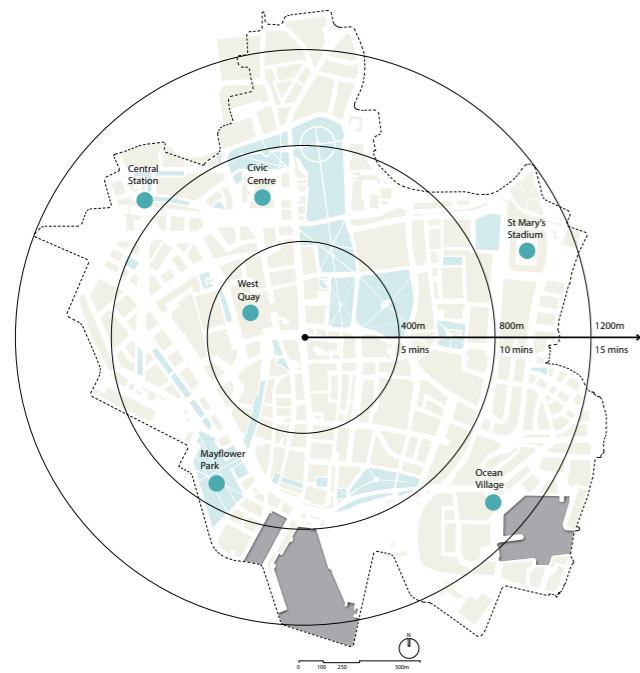 Central
Station
Civic
Centre
St Mary's
Stadium
West
Quay
400m
800m
1200m
5 mins
10 mins
15 mins
Mayflower
Park
Ocean
Village
N
0 100 250 500m